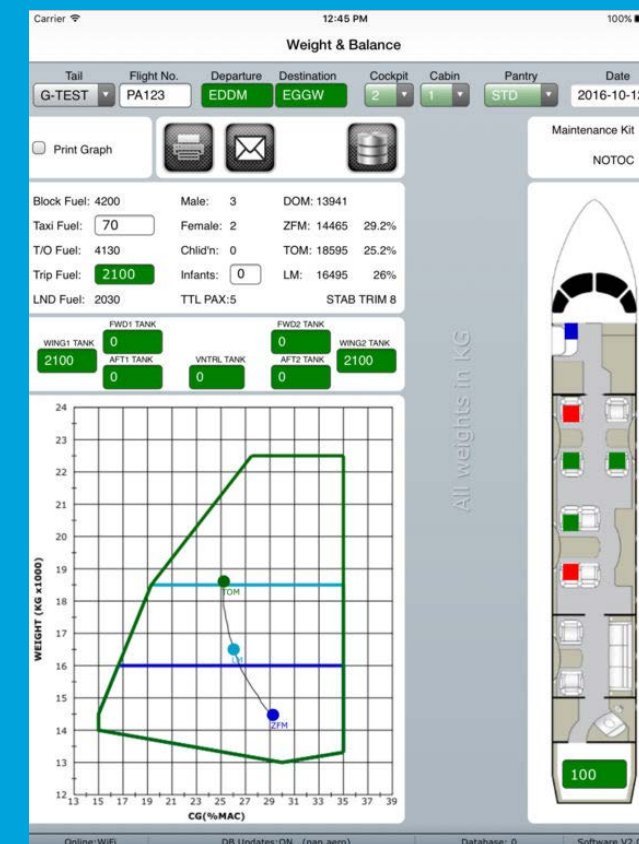 Carrier 12:45 PM 100%
Weight & Balance
Tail Flight No. Departure Destination Cockpit Cabin Pantry Date
G-TEST PA123 EDDM EGGW 2 1 STD 2016-10-12
Print Graph
Maintenance Kit
NOTOC
Block Fuel: 4200 Male: 3 DOM: 13941
Taxi Fuel: 70 Female: 2 ZFM: 14465 29.2%
T/O Fuel: 4130 Chlid'n: 0 TOM: 18595 25.2%
Trip Fuel: 2100 Infants: 0 LM: 16495 26%
LND Fuel: 2030 TTL PAX:5 STAB TRIM 8
FWD1 TANK FWD2 TANK
WING1 TANK 0 0 WING2 TANK
2100 AFT1 TANK VNTRL TANK AFT2 TANK 2100
0 0 0
All weights in KG
24
23
22
21
20
19
18
17
16
15
14
13
12
WEIGHT (KG x1000)
TOM
LM
ZFM
13 15 17 19 21 23 25 27 29 31 33 35 37 39
CG(%MAC)
100
Online:WiFi DB Updates:ON (pan.aero) Database: 0 Software V2.